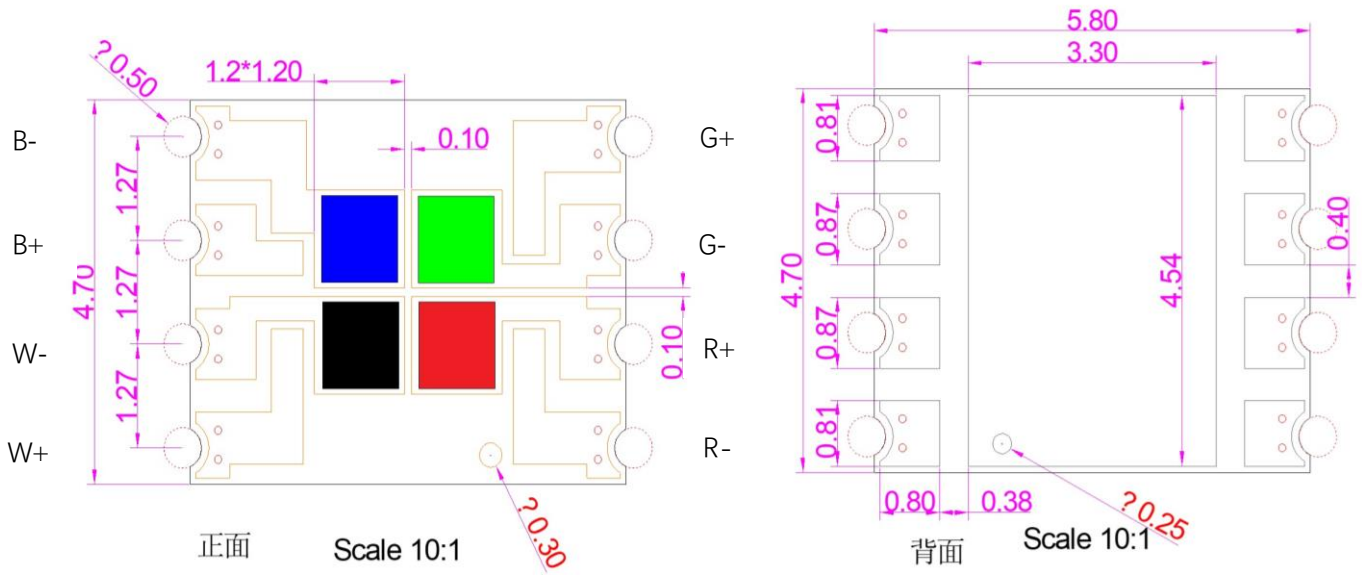 ? 0.50
1.2*1.20
0.10
B-
B+
W-
W+
4.70
1.27
1.27
1.27
0.10
? 0.30
正面
Scale 10:1
G+
G-
R+
R-
5.80
3.30
4.70
0.81
0.87
0.87
0.81
4.54
0.40
0.80
0.38
? 0.25
背面
Scale 10:1